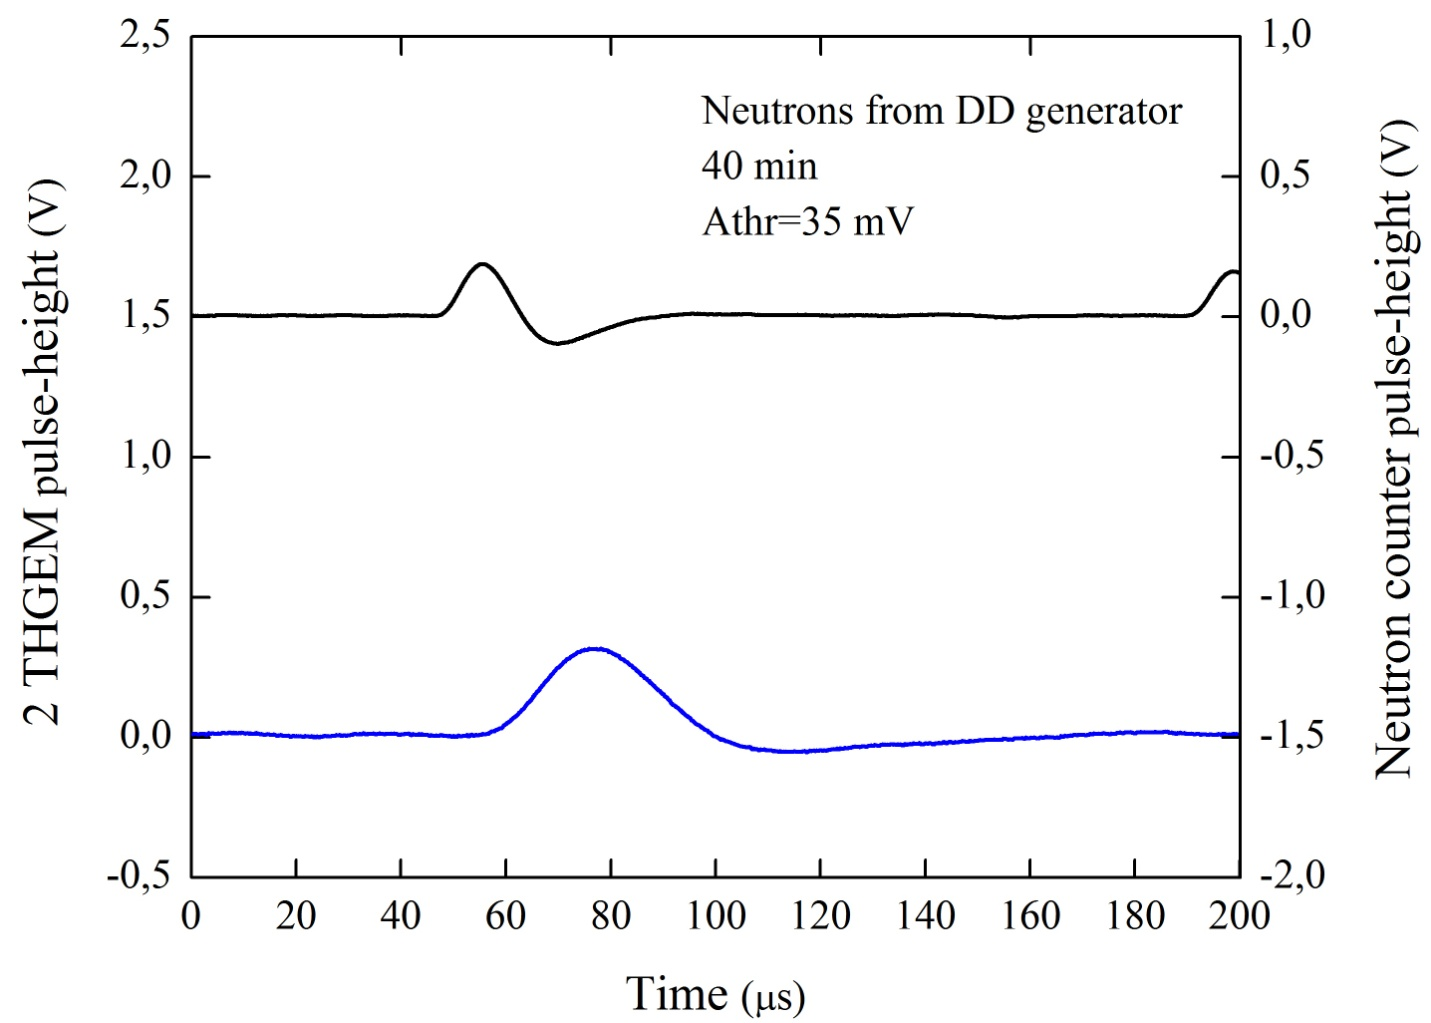 2,5
2,0
1,5
1,0
0,5
0,0
-0,5
2 THGEM pulse-height (V)
Neutrons from DD generator
40 min
Athr=35 mV
1,0
0,5
0,0
-0,5
-1,0
-1,5
-2,0
Neutron counter pulse-height (V)
0 20 40 60 80 100 120 140 160 180 200
Time (μs)